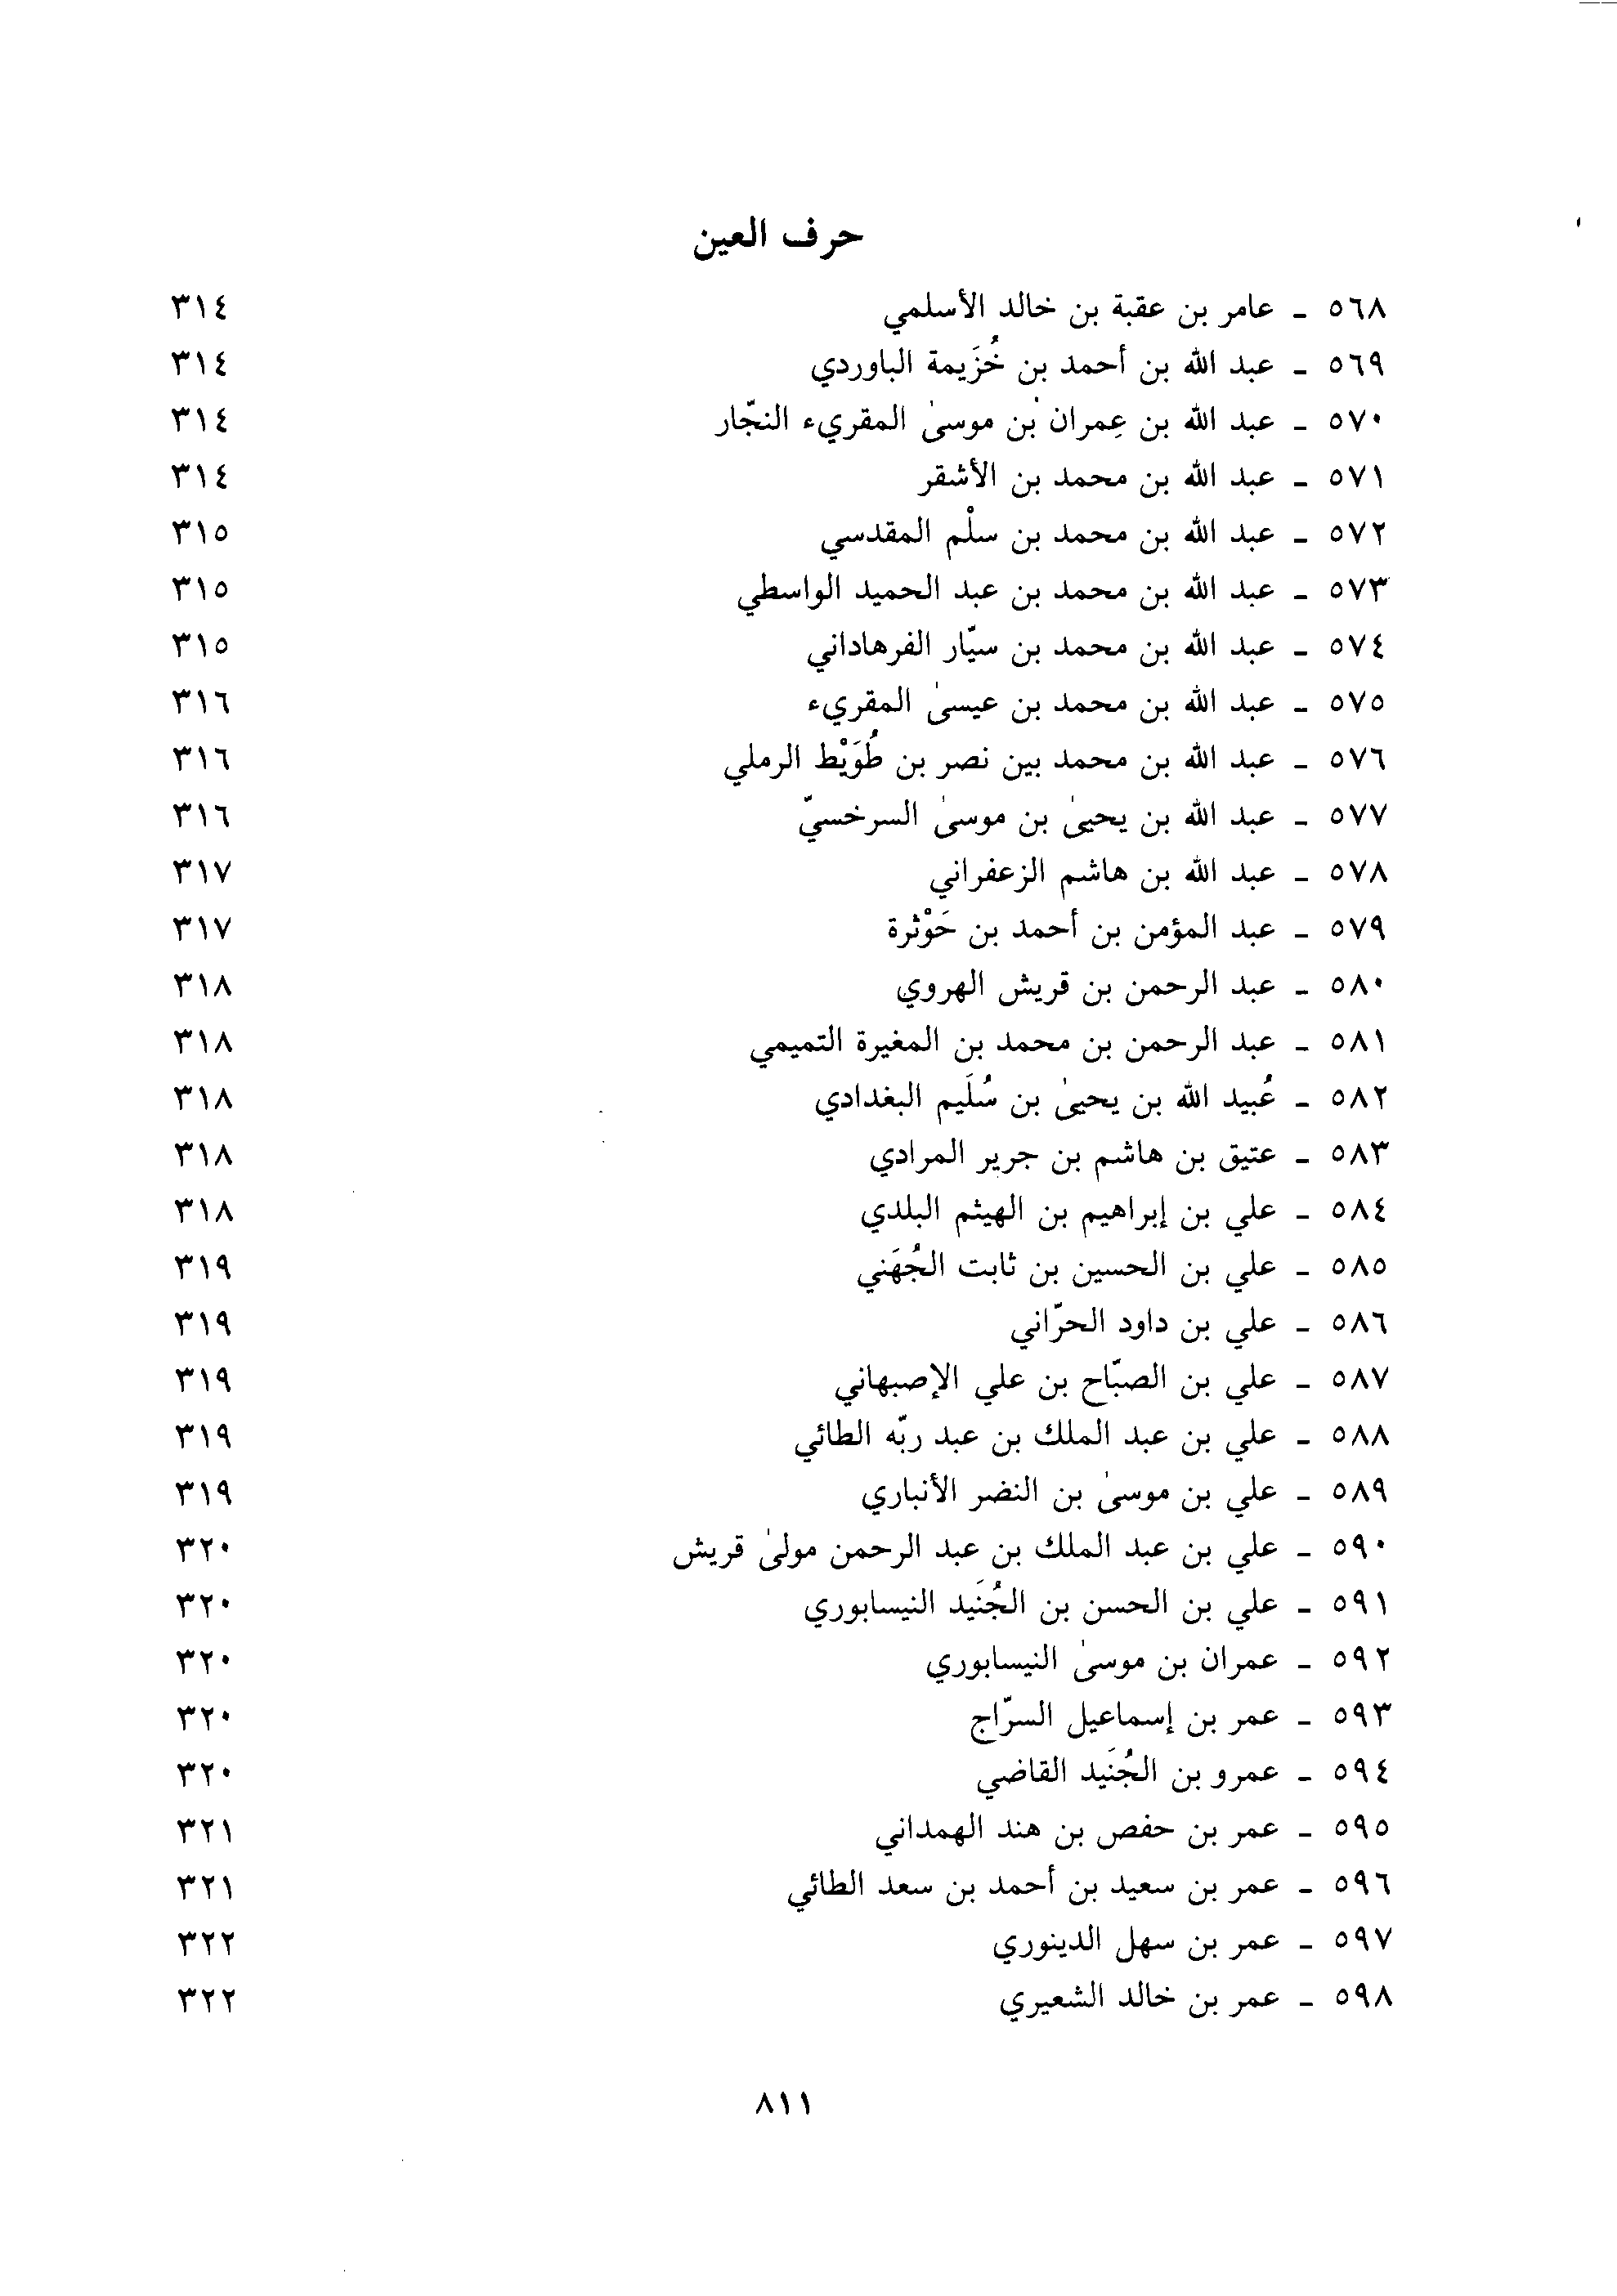 حرف العين
٥٦٨ ـ عامر بن عقبة بن خالد الأسلمي ٣١٤
٥٦٩ ـ عبد الله بن أحمد بن خُزَيمة الباوردي ٣١٤
٥٧٠ ـ عبد الله بن عِمران بن موسىٰ المقريء النجّار ٣١٤
٥٧١ ـ عبد الله بن محمد بن الأشقر ٣١٤
٥٧٢ ـ عبد الله بن محمد بن سلْم المقدسي ٣١٥
٥٧٣ ـ عبد الله بن محمد بن عبد الحميد الواسطي ٣١٥
٥٧٤ ـ عبد الله بن محمد بن سيّار الفرهاداني ٣١٥
٥٧٥ ـ عبد الله بن محمد بن عيسىٰ المقريء ٣١٦
٥٧٦ ـ عبد الله بن محمد بين نصر بن طُوَيْط الرملي ٣١٦
٥٧٧ ـ عبد الله بن يحيىٰ بن موسىٰ السرخسيّ ٣١٦
٥٧٨ ـ عبد الله بن هاشم الزعفراني ٣١٧
٥٧٩ ـ عبد المؤمن بن أحمد بن حَوْثرة ٣١٧
٥٨٠ ـ عبد الرحمن بن قريش الهروي ٣١٨
٥٨١ ـ عبد الرحمن بن محمد بن المغيرة التميمي ٣١٨
٥٨٢ ـ عُبيد الله بن يحيىٰ بن سُلَيم البغدادي ٣١٨
٥٨٣ ـ عتيق بن هاشم بن جرير المرادي ٣١٨
٥٨٤ ـ علي بن إبراهيم بن الهيثم البلدي ٣١٨
٥٨٥ ـ علي بن الحسين بن ثابت الجُهَني ٣١٩
٥٨٦ ـ علي بن داود الحرّاني ٣١٩
٥٨٧ ـ علي بن الصبّاح بن علي الإصبهاني ٣١٩
٥٨٨ ـ علي بن عبد الملك بن عبد ربّه الطائي ٣١٩
٥٨٩ ـ علي بن موسىٰ بن النضر الأنباري ٣١٩
٥٩٠ ـ علي بن عبد الملك بن عبد الرحمن مولىٰ قريش ٣٢٠
٥٩١ ـ علي بن الحسن بن الجُنَيد النيسابوري ٣٢٠
٥٩٢ ـ عمران بن موسىٰ النيسابوري ٣٢٠
٥٩٣ ـ عمر بن إسماعيل السرّاج ٣٢٠
٥٩٤ ـ عمرو بن الجُنَيد القاضي ٣٢٠
٥٩٥ ـ عمر بن حفص بن هند الهمداني ٣٢١
٥٩٦ ـ عمر بن سعيد بن أحمد بن سعد الطائي ٣٢١
٥٩٧ ـ عمر بن سهل الدينوري ٣٢٢
٥٩٨ ـ عمر بن خالد الشعيري ٣٢٢
٨١١